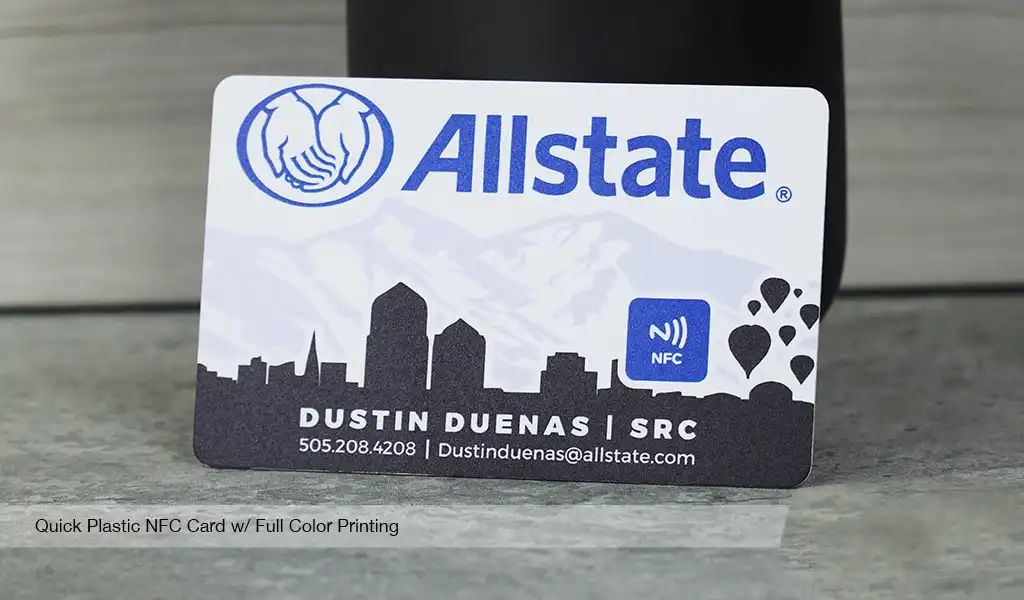 Allstate®
NFC
DUSTIN DUENAS | SRC
505.208.4208 | Dustinduenas@allstate.com
Quick Plastic NFC Card w/ Full Color Printing